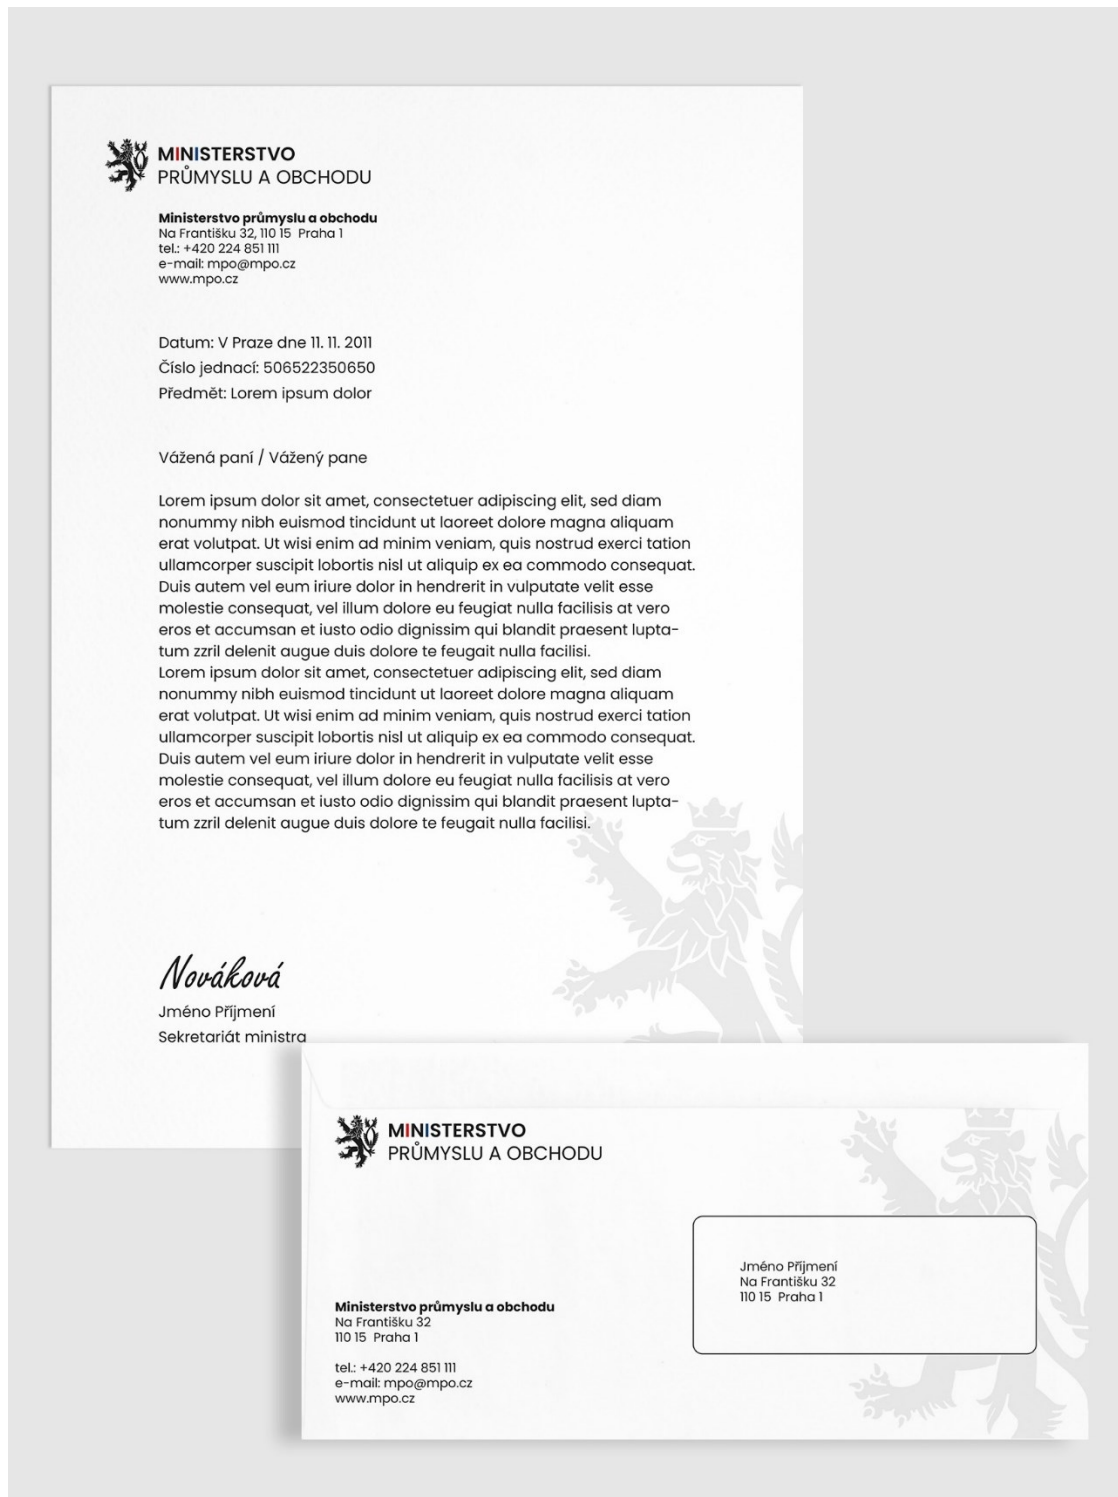 MINISTERSTVO
PRŮMYSLU A OBCHODU
Ministerstvo průmyslu a obchodu
Na Františku 32, 110 15  Praha 1
tel.: +420 224 851 111
e-mail: mpo@mpo.cz
www.mpo.cz
Datum: V Praze dne 11. 11. 2011
Číslo jednací: 506522350650
Předmět: Lorem ipsum dolor
Vážená paní / Vážený pane
Lorem ipsum dolor sit amet, consectetuer adipiscing elit, sed diam
nonummy nibh euismod tincidunt ut laoreet dolore magna aliquam
erat volutpat. Ut wisi enim ad minim veniam, quis nostrud exerci tation
ullamcorper suscipit lobortis nisl ut aliquip ex ea commodo consequat.
Duis autem vel eum iriure dolor in hendrerit in vulputate velit esse
molestie consequat, vel illum dolore eu feugiat nulla facilisis at vero
eros et accumsan et iusto odio dignissim qui blandit praesent lupta-
tum zzril delenit augue duis dolore te feugait nulla facilisi.
Lorem ipsum dolor sit amet, consectetuer adipiscing elit, sed diam
nonummy nibh euismod tincidunt ut laoreet dolore magna aliquam
erat volutpat. Ut wisi enim ad minim veniam, quis nostrud exerci tation
ullamcorper suscipit lobortis nisl ut aliquip ex ea commodo consequat.
Duis autem vel eum iriure dolor in hendrerit in vulputate velit esse
molestie consequat, vel illum dolore eu feugiat nulla facilisis at vero
eros et accumsan et iusto odio dignissim qui blandit praesent lupta-
tum zzril delenit augue duis dolore te feugait nulla facilisi.
Nováková
Jméno Příjmení
Sekretariát ministra
MINISTERSTVO
PRŮMYSLU A OBCHODU
Jméno Příjmení
Na Františku 32
110 15  Praha 1
Ministerstvo průmyslu a obchodu
Na Františku 32
110 15  Praha 1
tel.: +420 224 851 111
e-mail: mpo@mpo.cz
www.mpo.cz